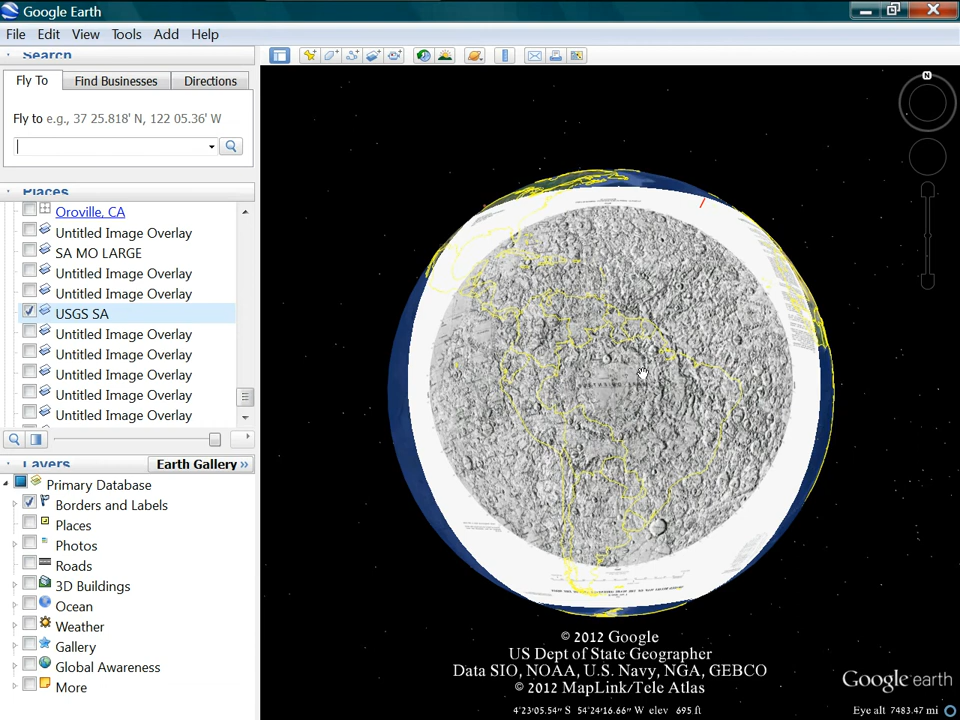 Google Earth
File Edit View Tools Add Help
Search
Fly To Find Businesses Directions
Fly to e.g., 37 25.818' N, 122 05.36' W
Places
Oroville, CA
Untitled Image Overlay
SA MO LARGE
Untitled Image Overlay
Untitled Image Overlay
USGS SA
Untitled Image Overlay
Untitled Image Overlay
Untitled Image Overlay
Untitled Image Overlay
Untitled Image Overlay
Layers
Earth Gallery »
Primary Database
Borders and Labels
Places
Photos
Roads
3D Buildings
Ocean
Weather
Gallery
Global Awareness
More
N
© 2012 Google
US Dept of State Geographer
Data SIO, NOAA, U.S. Navy, NGA, GEBCO
© 2012 MapLink/Tele Atlas
Google earth
4°23'05.54" S 54°24'16.66" W elev 695 ft
Eye alt 7483.47 mi